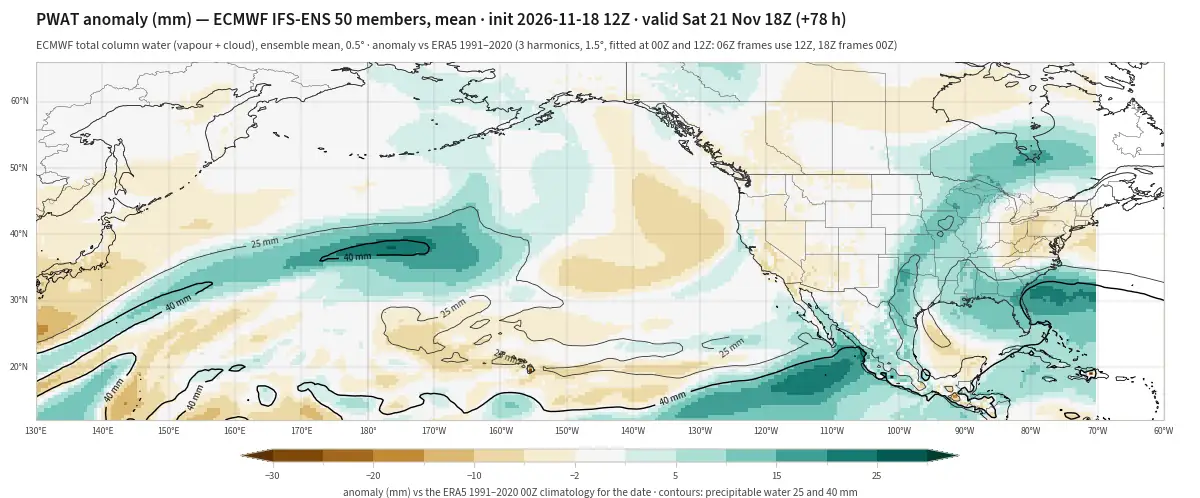 PWAT anomaly (mm) — ECMWF IFS-ENS 50 members, mean · init 2026-11-18 12Z · valid Sat 21 Nov 18Z (+78 h)
ECMWF total column water (vapour + cloud), ensemble mean, 0.5° · anomaly vs ERA5 1991–2020 (3 harmonics, 1.5°, fitted at 00Z and 12Z: 06Z frames use 12Z, 18Z frames 00Z)
60°N
50°N
40°N
30°N
20°N
25 mm
40 mm
40 mm
25 mm
25 mm
40 mm
40 mm
40 mm
130°E 140°E 150°E 160°E 170°E 180° 170°W 160°W 150°W 140°W 130°W 120°W 110°W 100°W 90°W 80°W 70°W 60°W
−30 −20 −10 −2 5 15 25
anomaly (mm) vs the ERA5 1991–2020 00Z climatology for the date · contours: precipitable water 25 and 40 mm